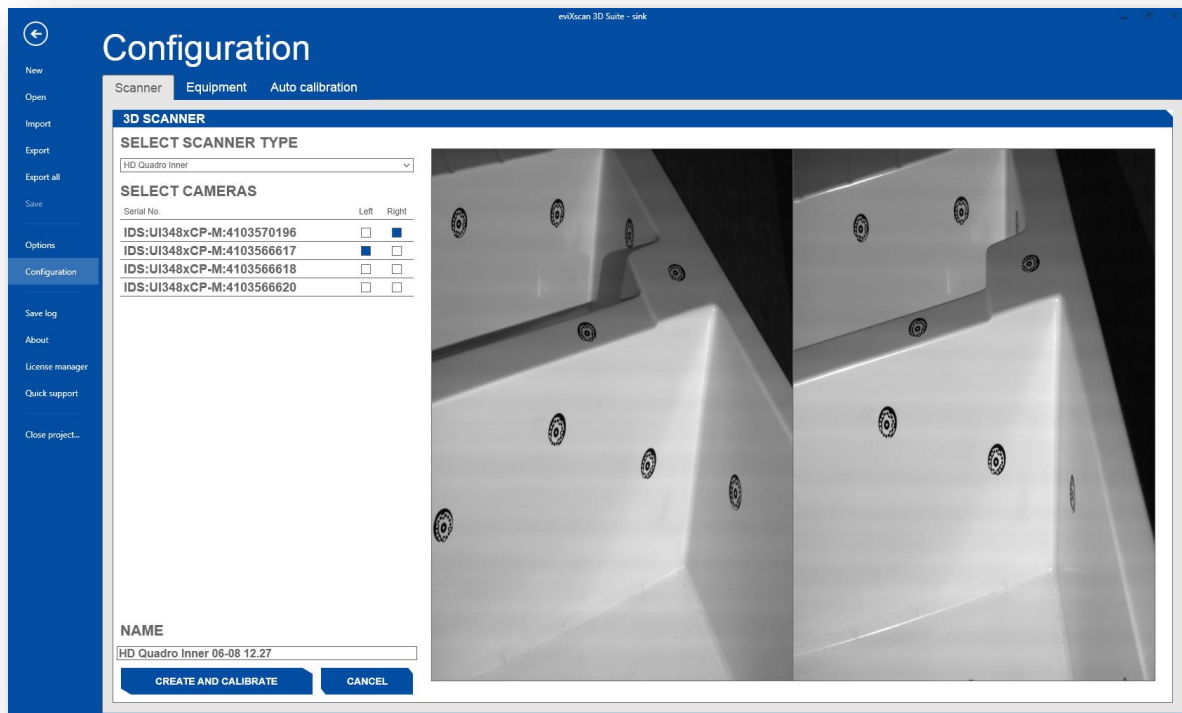 eviXscan 3D Suite - sink
Configuration
New
Open
Import
Export
Export all
Save
Options
Configuration
Save log
About
License manager
Quick support
Close project...
Scanner Equipment Auto calibration
3D SCANNER
SELECT SCANNER TYPE
HD Quadro Inner
SELECT CAMERAS
Serial No. Left Right
IDS:UI348xCP-M:4103570196
IDS:UI348xCP-M:4103566617
IDS:UI348xCP-M:4103566618
IDS:UI348xCP-M:4103566620
NAME
HD Quadro Inner 06-08 12.27
CREATE AND CALIBRATE CANCEL